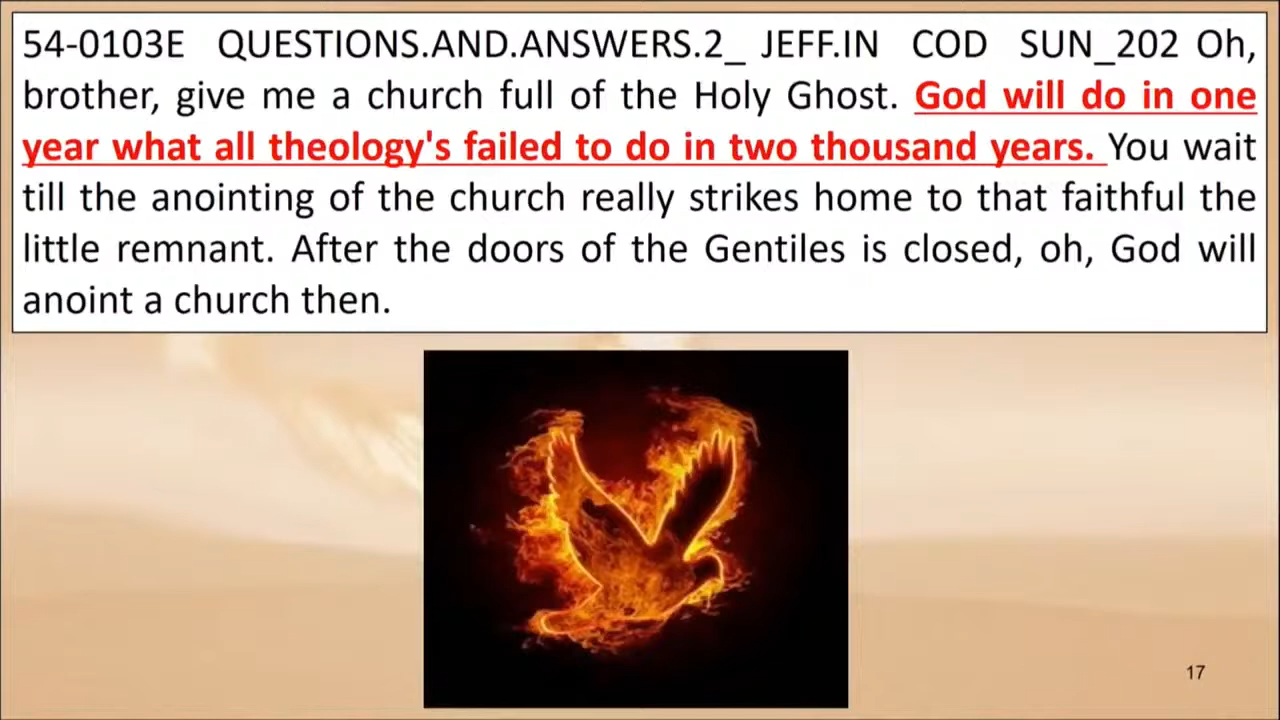 54-0103E QUESTIONS.AND.ANSWERS.2_ JEFF.IN COD SUN_202 Oh,
brother, give me a church full of the Holy Ghost. God will do in one
year what all theology's failed to do in two thousand years. You wait
till the anointing of the church really strikes home to that faithful the
little remnant. After the doors of the Gentiles is closed, oh, God will
anoint a church then.
17